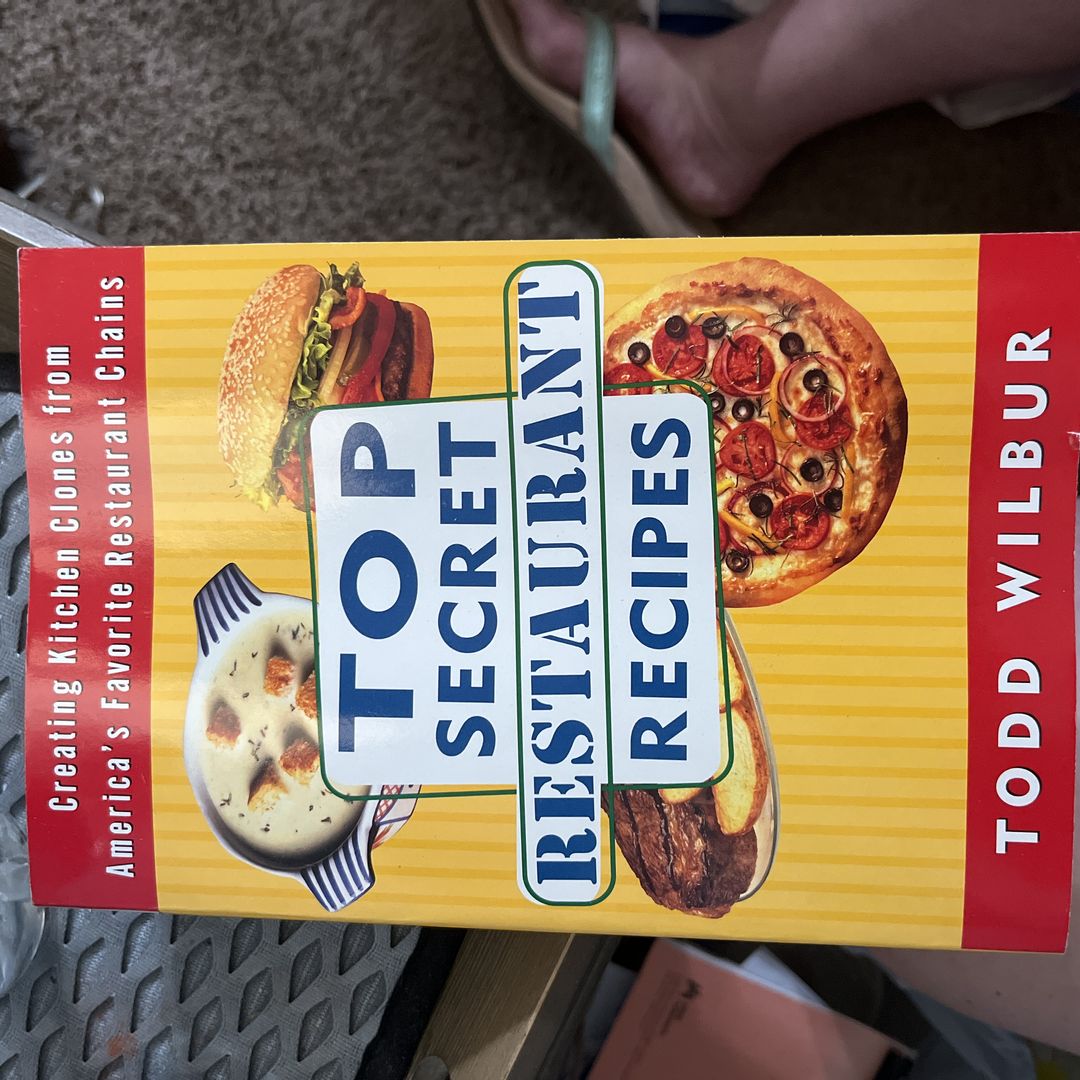 Creating Kitchen Clones from
America's Favorite Restaurant Chains
TOP
SECRET
RESTAURANT
RECIPES
TODD WILBUR